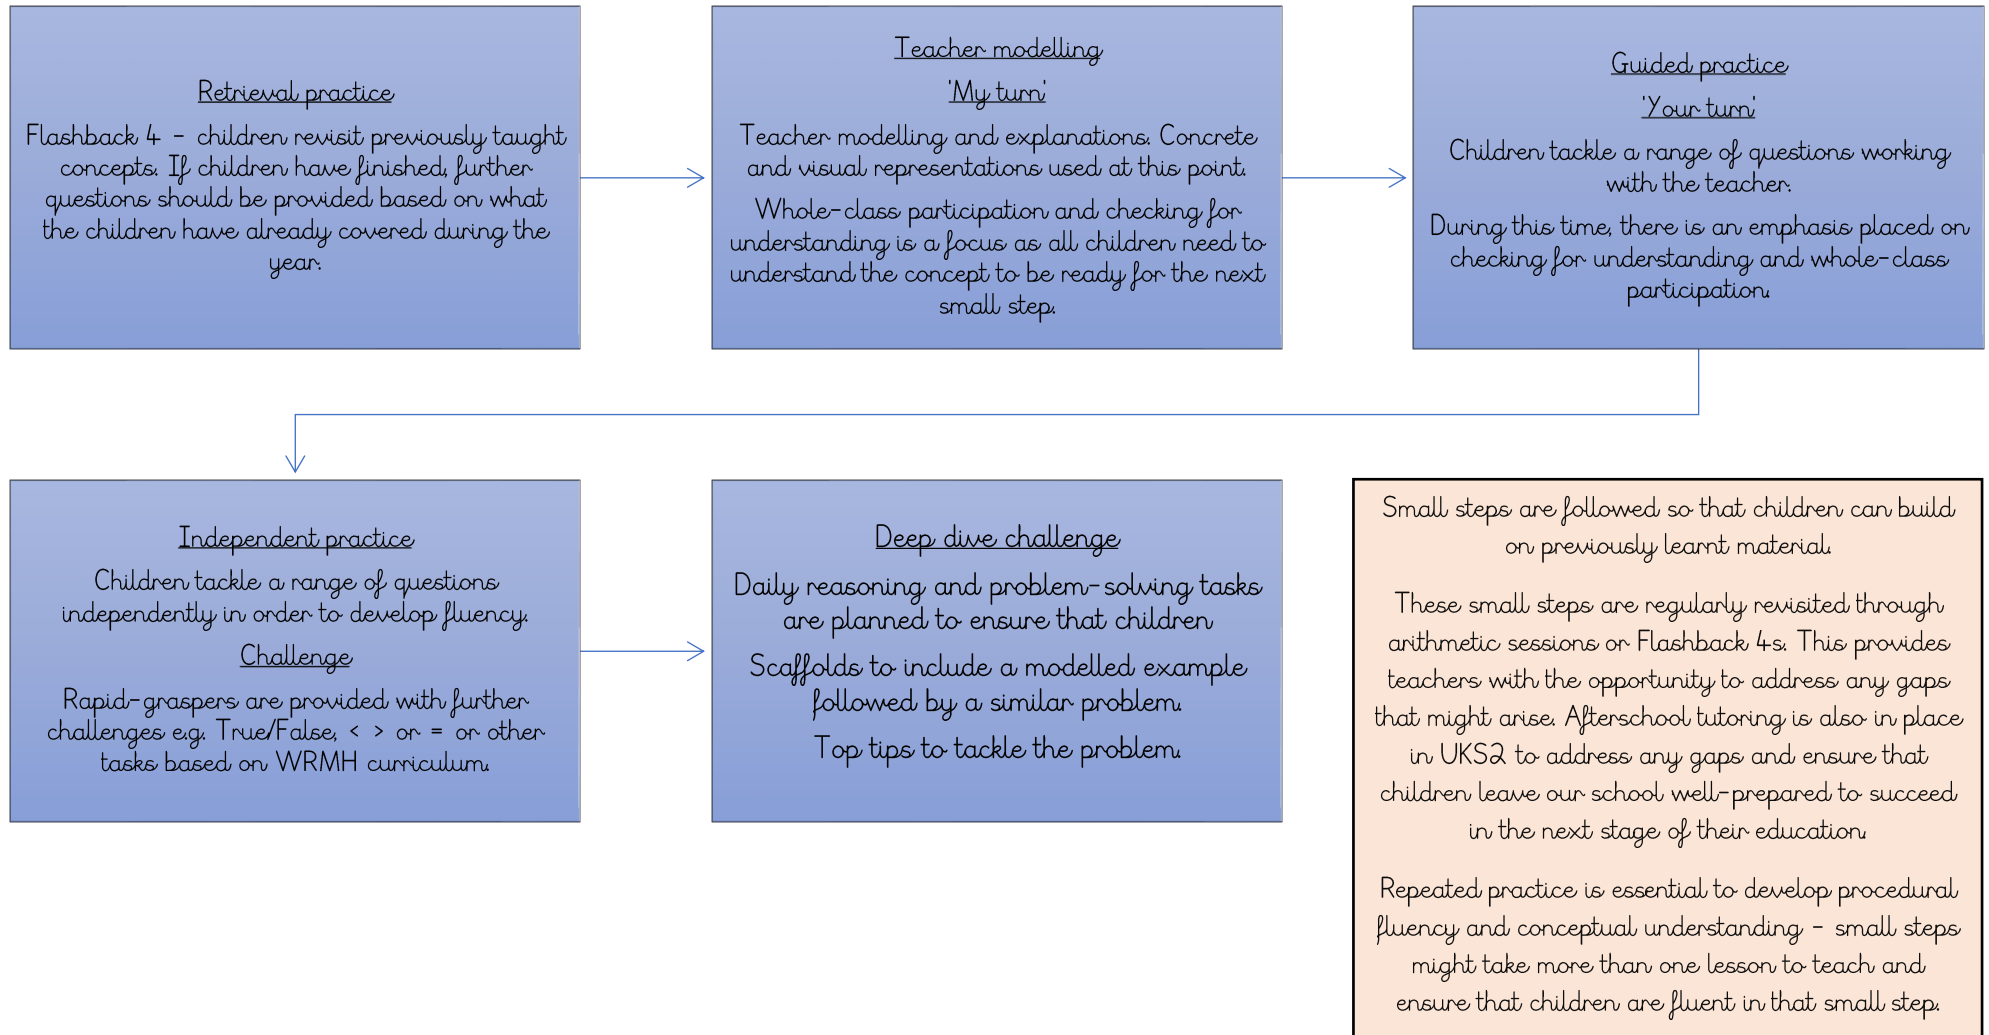 Retrieval practice
Flashback 4 - children revisit previously taught
concepts. If children have finished, further
questions should be provided based on what
the children have already covered during the
year.
Teacher modelling
'My turn'
Teacher modelling and explanations. Concrete
and visual representations used at this point.
Whole-class participation and checking for
understanding is a focus as all children need to
understand the concept to be ready for the next
small step.
Guided practice
'Your turn'
Children tackle a range of questions working
with the teacher.
During this time, there is an emphasis placed on
checking for understanding and whole-class
participation.
Independent practice
Children tackle a range of questions
independently in order to develop fluency.
Challenge
Rapid-graspers are provided with further
challenges e.g. True/False, < > or = or other
tasks based on WRMH curriculum.
Deep dive challenge
Daily reasoning and problem-solving tasks
are planned to ensure that children
Scaffolds to include a modelled example
followed by a similar problem.
Top tips to tackle the problem.
Small steps are followed so that children can build
on previously learnt material.
These small steps are regularly revisited through
arithmetic sessions or Flashback 4s. This provides
teachers with the opportunity to address any gaps
that might arise. Afterschool tutoring is also in place
in UKS2 to address any gaps and ensure that
children leave our school well-prepared to succeed
in the next stage of their education.
Repeated practice is essential to develop procedural
fluency and conceptual understanding - small steps
might take more than one lesson to teach and
ensure that children are fluent in that small step.